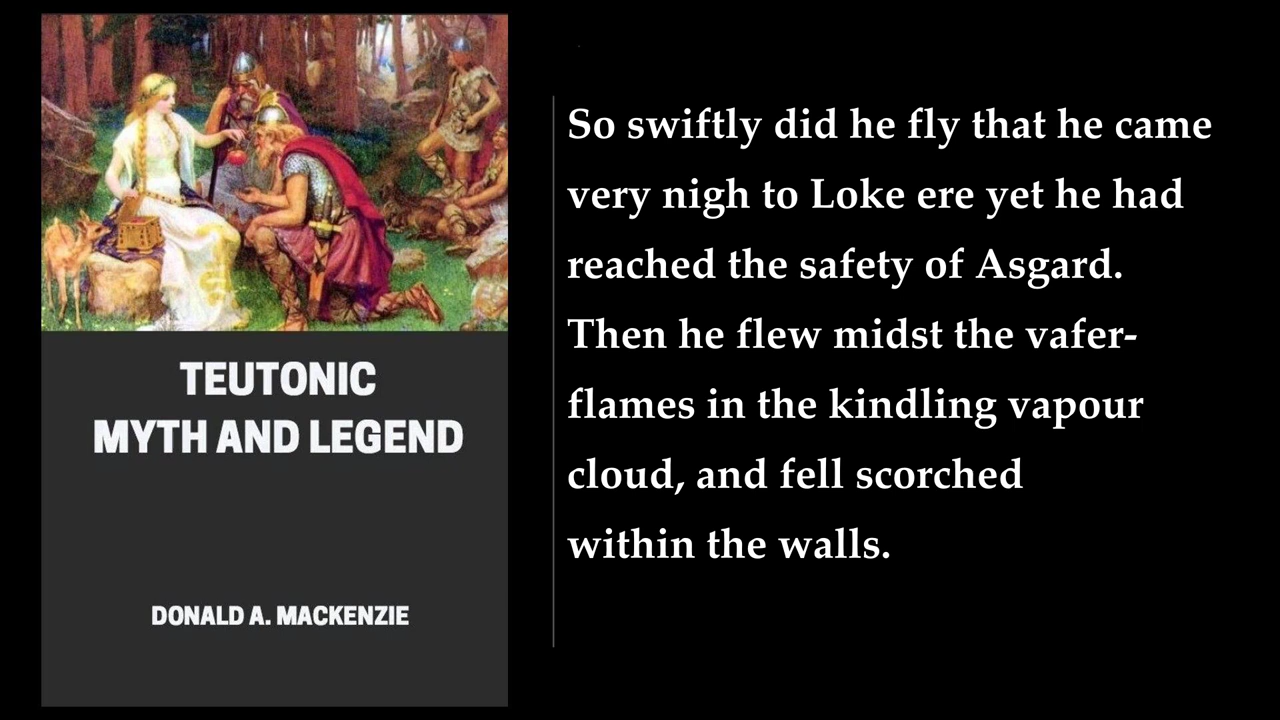 TEUTONIC
MYTH AND LEGEND
DONALD A. MACKENZIE
So swiftly did he fly that he came
very nigh to Loke ere yet he had
reached the safety of Asgard.
Then he flew midst the vafer-
flames in the kindling vapour
cloud, and fell scorched
within the walls.